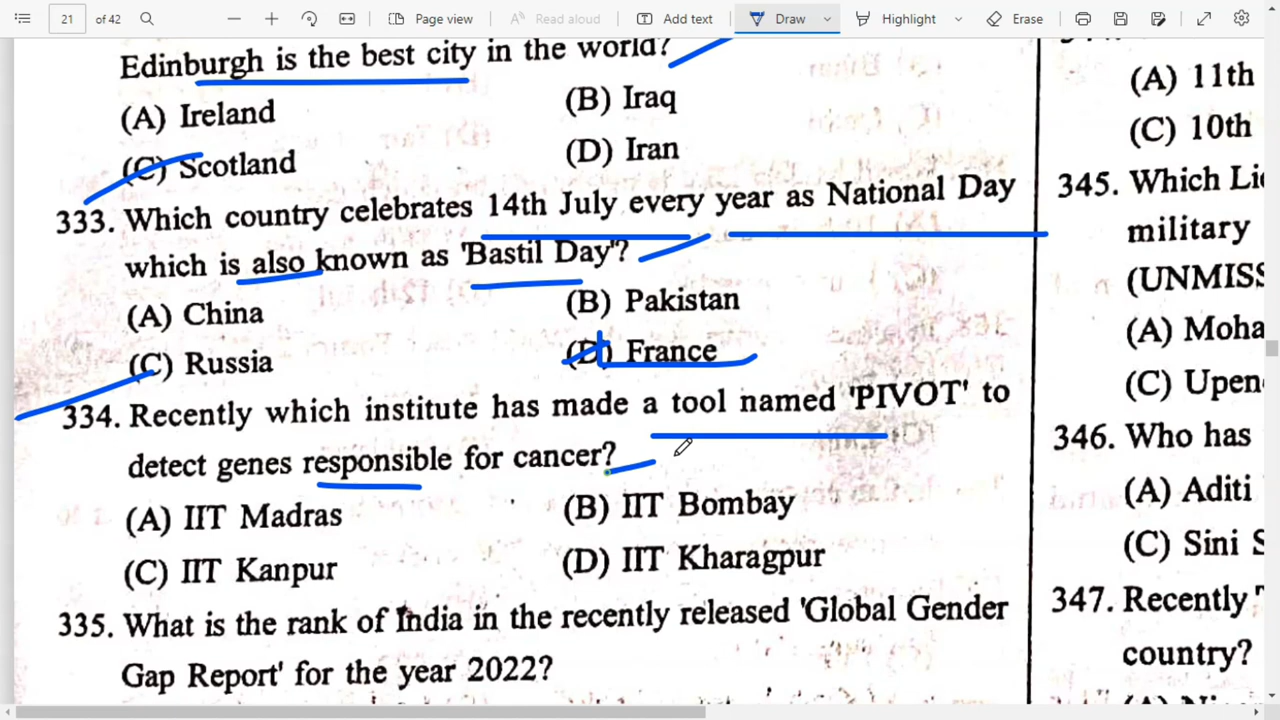 21 of 42 Page view Read aloud Add text Draw Highlight Erase
Edinburgh is the best city in the world?
(A) Ireland (B) Iraq
(C) Scotland (D) Iran
333. Which country celebrates 14th July every year as National Day
which is also known as 'Bastil Day'?
(A) China (B) Pakistan
(C) Russia (D) France
334. Recently which institute has made a tool named 'PIVOT' to
detect genes responsible for cancer?
(A) IIT Madras (B) IIT Bombay
(C) IIT Kanpur (D) IIT Kharagpur
335. What is the rank of India in the recently released 'Global Gender
Gap Report' for the year 2022?
(A) 11th
(C) 10th
345. Which Lie
military
(UNMISS
(A) Moha
(C) Upen
346. Who has
(A) Aditi
(C) Sini S
347. Recently
country?